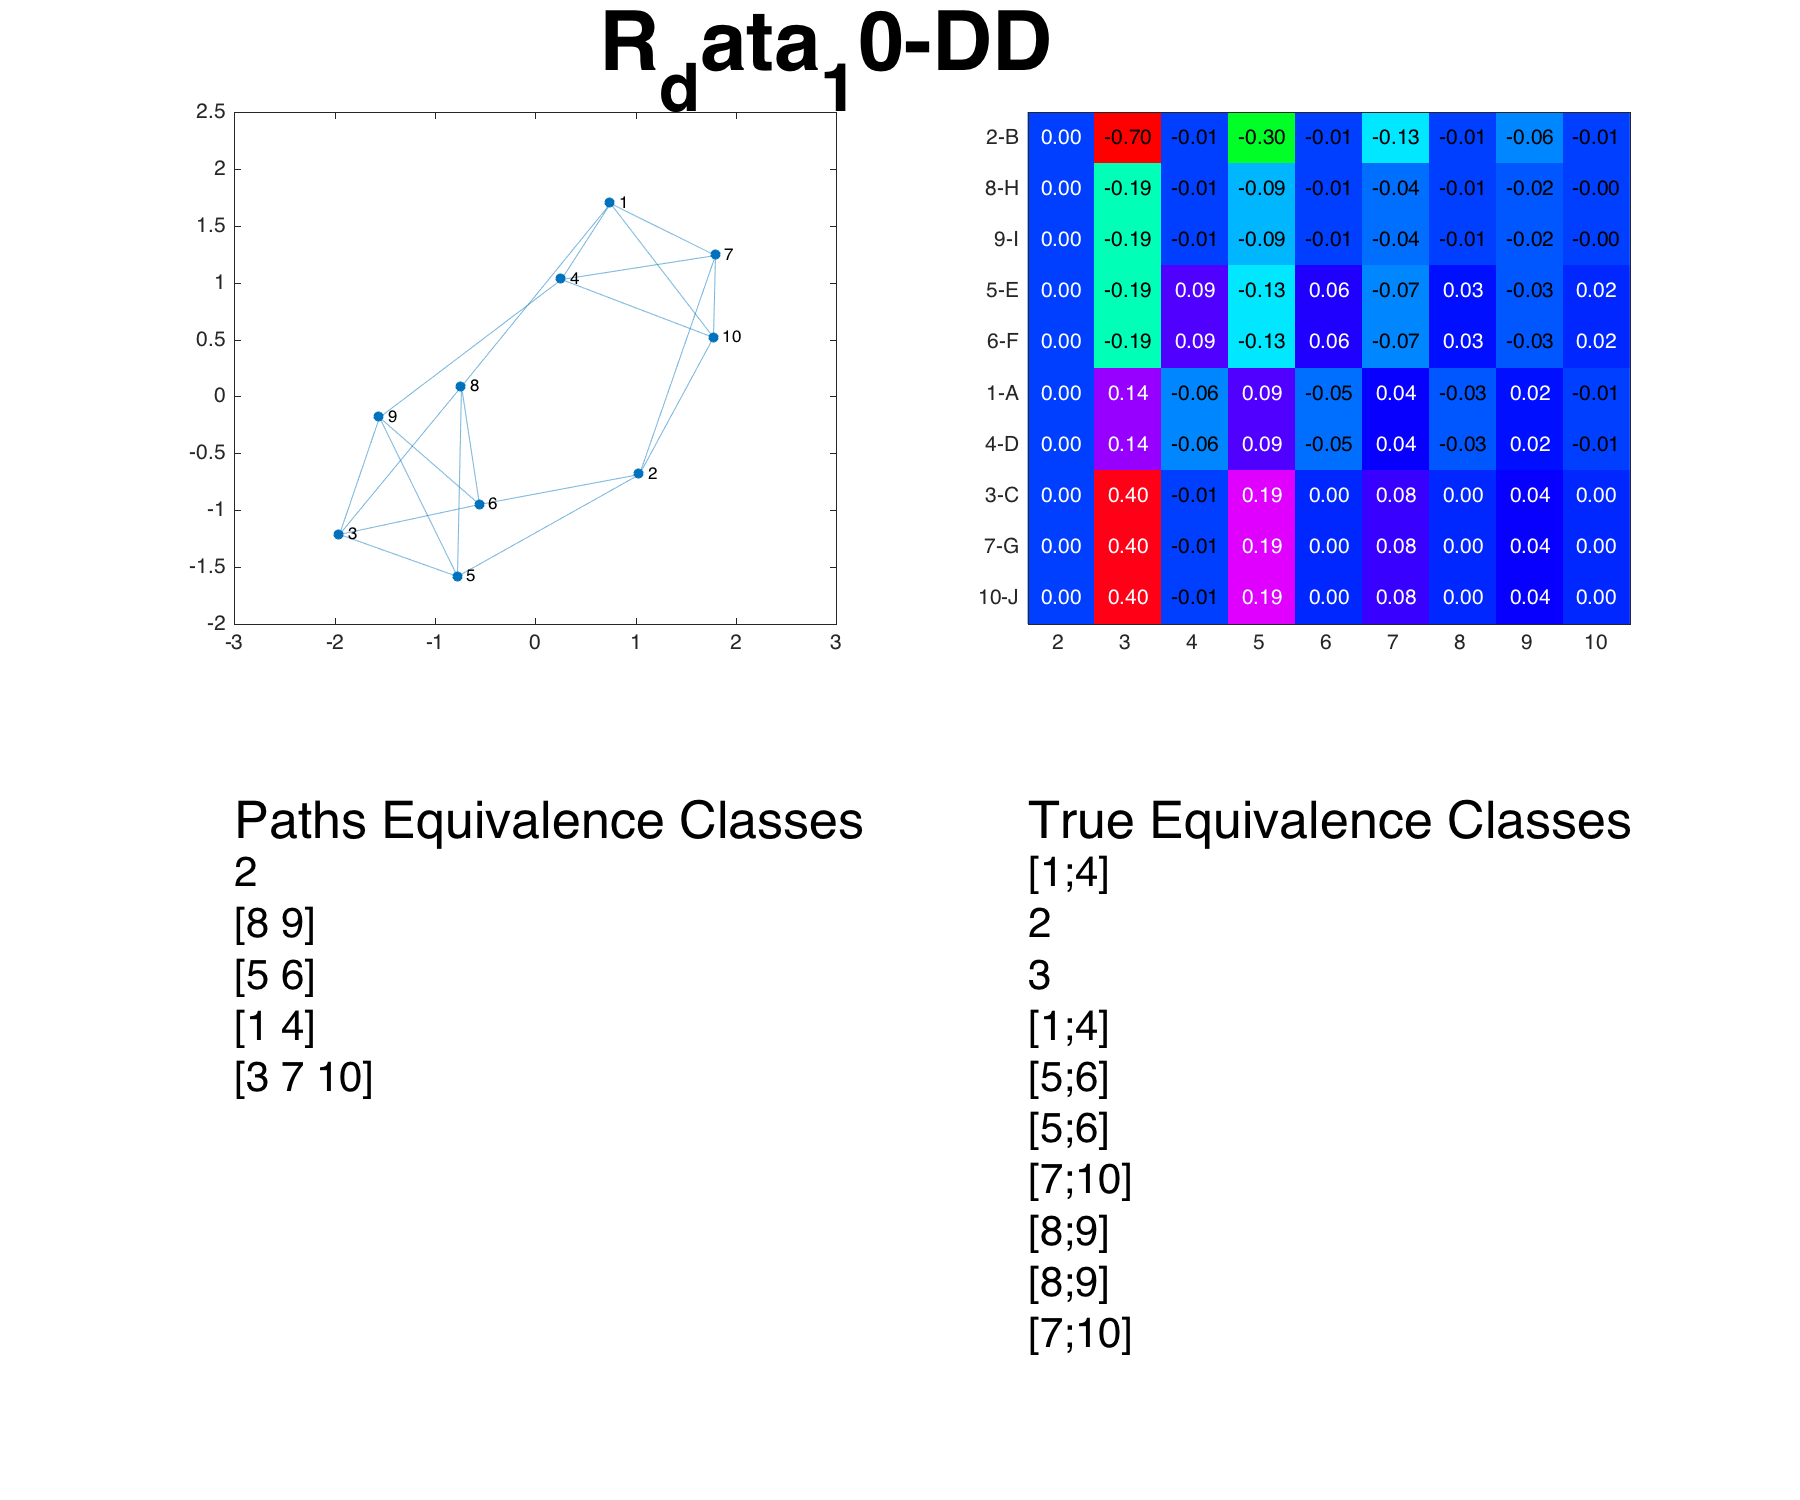 R_data_10-DD
2.5
2
1.5
1
0.5
0
-0.5
-1
-1.5
-2
-3 -2 -1 0 1 2 3
1
7
4
10
8
9
2
6
3
5
2-B 0.00 -0.70 -0.01 -0.30 -0.01 -0.13 -0.01 -0.06 -0.01
8-H 0.00 -0.19 -0.01 -0.09 -0.01 -0.04 -0.01 -0.02 -0.00
9-I 0.00 -0.19 -0.01 -0.09 -0.01 -0.04 -0.01 -0.02 -0.00
5-E 0.00 -0.19 0.09 -0.13 0.06 -0.07 0.03 -0.03 0.02
6-F 0.00 -0.19 0.09 -0.13 0.06 -0.07 0.03 -0.03 0.02
1-A 0.00 0.14 -0.06 0.09 -0.05 0.04 -0.03 0.02 -0.01
4-D 0.00 0.14 -0.06 0.09 -0.05 0.04 -0.03 0.02 -0.01
3-C 0.00 0.40 -0.01 0.19 0.00 0.08 0.00 0.04 0.00
7-G 0.00 0.40 -0.01 0.19 0.00 0.08 0.00 0.04 0.00
10-J 0.00 0.40 -0.01 0.19 0.00 0.08 0.00 0.04 0.00
2 3 4 5 6 7 8 9 10
Paths Equivalence Classes
2
[8 9]
[5 6]
[1 4]
[3 7 10]
True Equivalence Classes
[1;4]
2
3
[1;4]
[5;6]
[5;6]
[7;10]
[8;9]
[8;9]
[7;10]